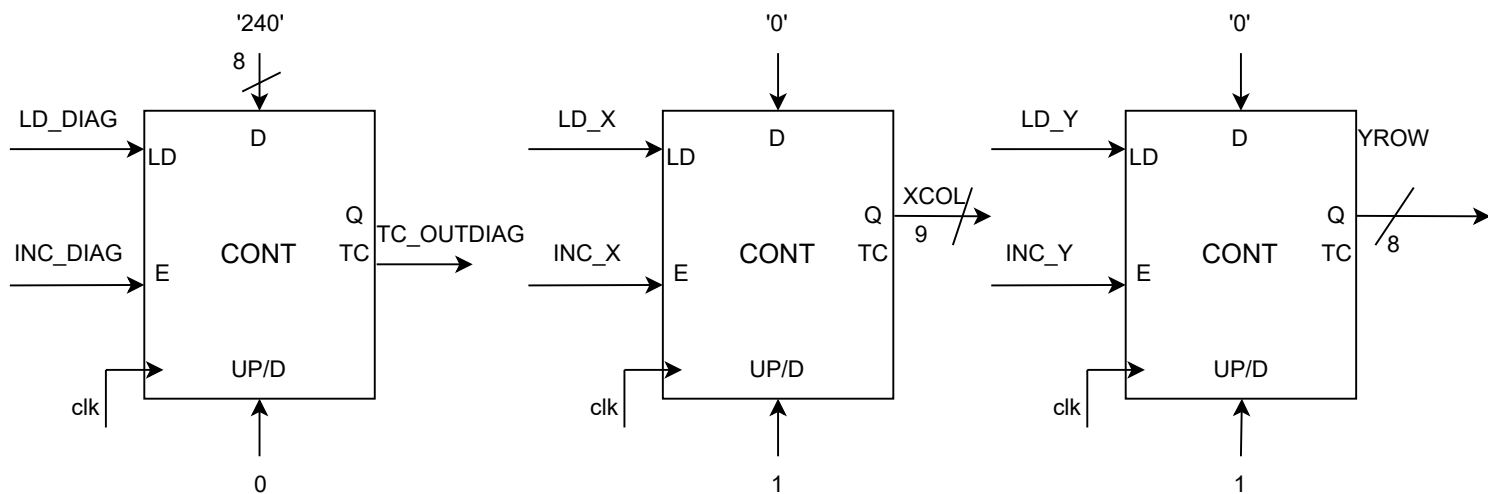 '240'
8
LD_DIAG
D
LD
Q
INC_DIAG
CONT
TC
TC_OUTDIAG
E
UP/D
clk
0
'0'
LD_X
D
LD
XCOL
Q
9
INC_X
CONT
TC
E
UP/D
clk
1
'0'
LD_Y
D
YROW
LD
Q
8
INC_Y
CONT
TC
E
UP/D
clk
1